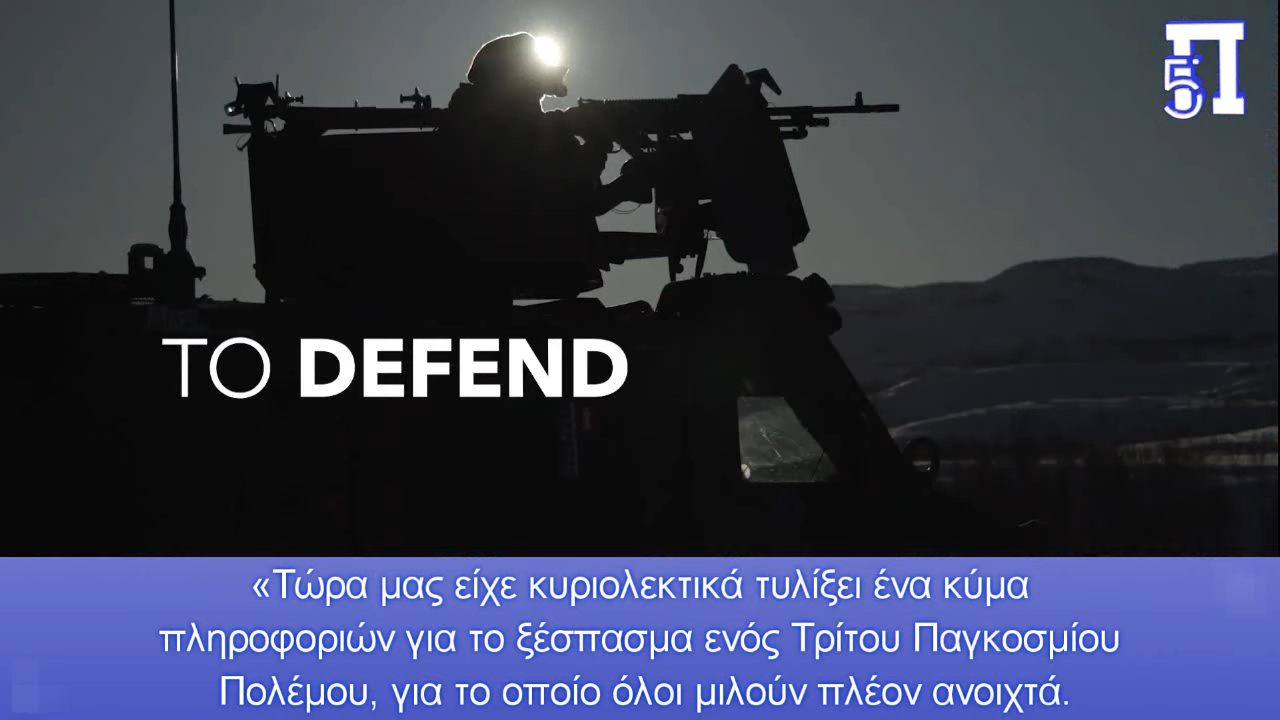 5Π
TO DEFEND
«Τώρα μας είχε κυριολεκτικά τυλίξει ένα κύμα
πληροφοριών για το ξέσπασμα ενός Τρίτου Παγκοσμίου
Πολέμου, για το οποίο όλοι μιλούν πλέον ανοιχτά.